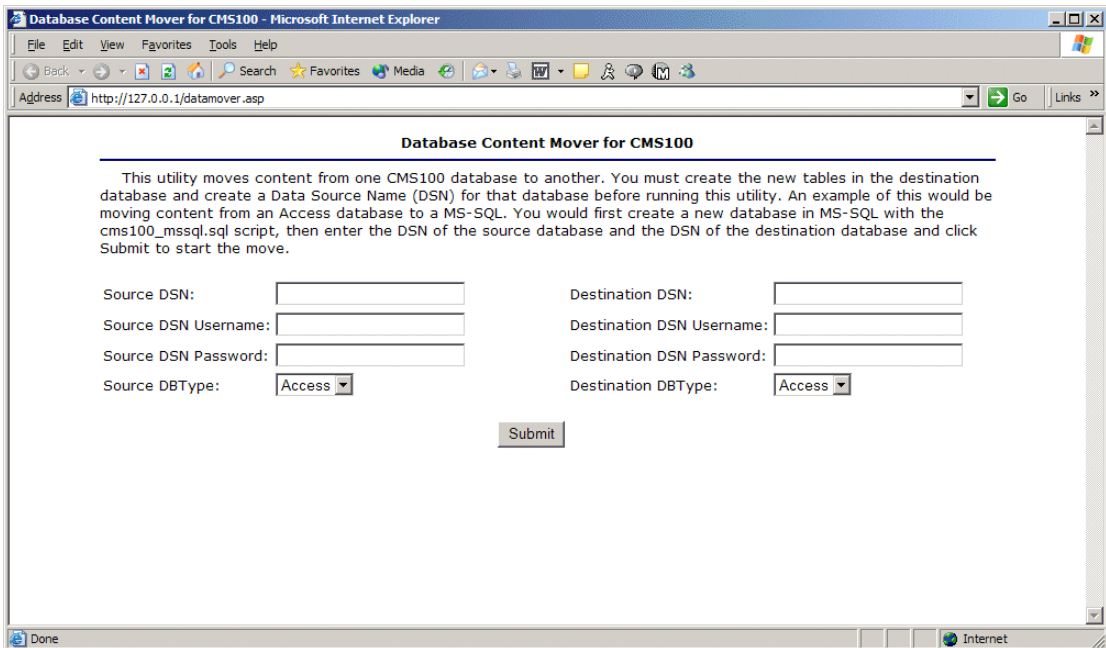 Database Content Mover for CMS100 - Microsoft Internet Explorer
File Edit View Favorites Tools Help
Back Search Favorites Media
Address http://127.0.0.1/datamover.asp Go Links »
Database Content Mover for CMS100
This utility moves content from one CMS100 database to another. You must create the new tables in the destination
database and create a Data Source Name (DSN) for that database before running this utility. An example of this would be
moving content from an Access database to a MS-SQL. You would first create a new database in MS-SQL with the
cms100_mssql.sql script, then enter the DSN of the source database and the DSN of the destination database and click
Submit to start the move.
Source DSN: Destination DSN:
Source DSN Username: Destination DSN Username:
Source DSN Password: Destination DSN Password:
Source DBType: Access Destination DBType: Access
Submit
Done Internet